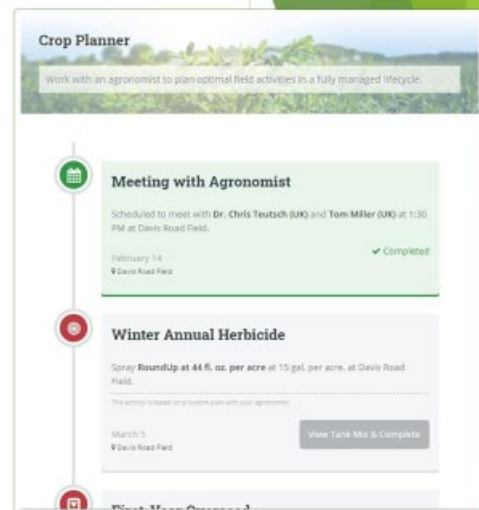 Crop Planner
Work with an agronomist to plan optimal field activities in a fully managed lifecycle.
Meeting with Agronomist
Scheduled to meet with Dr. Chris Teutsch (UK) and Tom Miller (UK) at 1:30
PM at Davis Road Field.
✔ Completed
February 14
Davis Road Field
Winter Annual Herbicide
Spray RoundUp at 44 fl. oz. per acre at 15 gal. per acre. at Davis Road
Field.
This activity is based on a custom plan with your agronomist.
March 5
Davis Road Field
View Tank Mix & Complete
First-Year Overseed